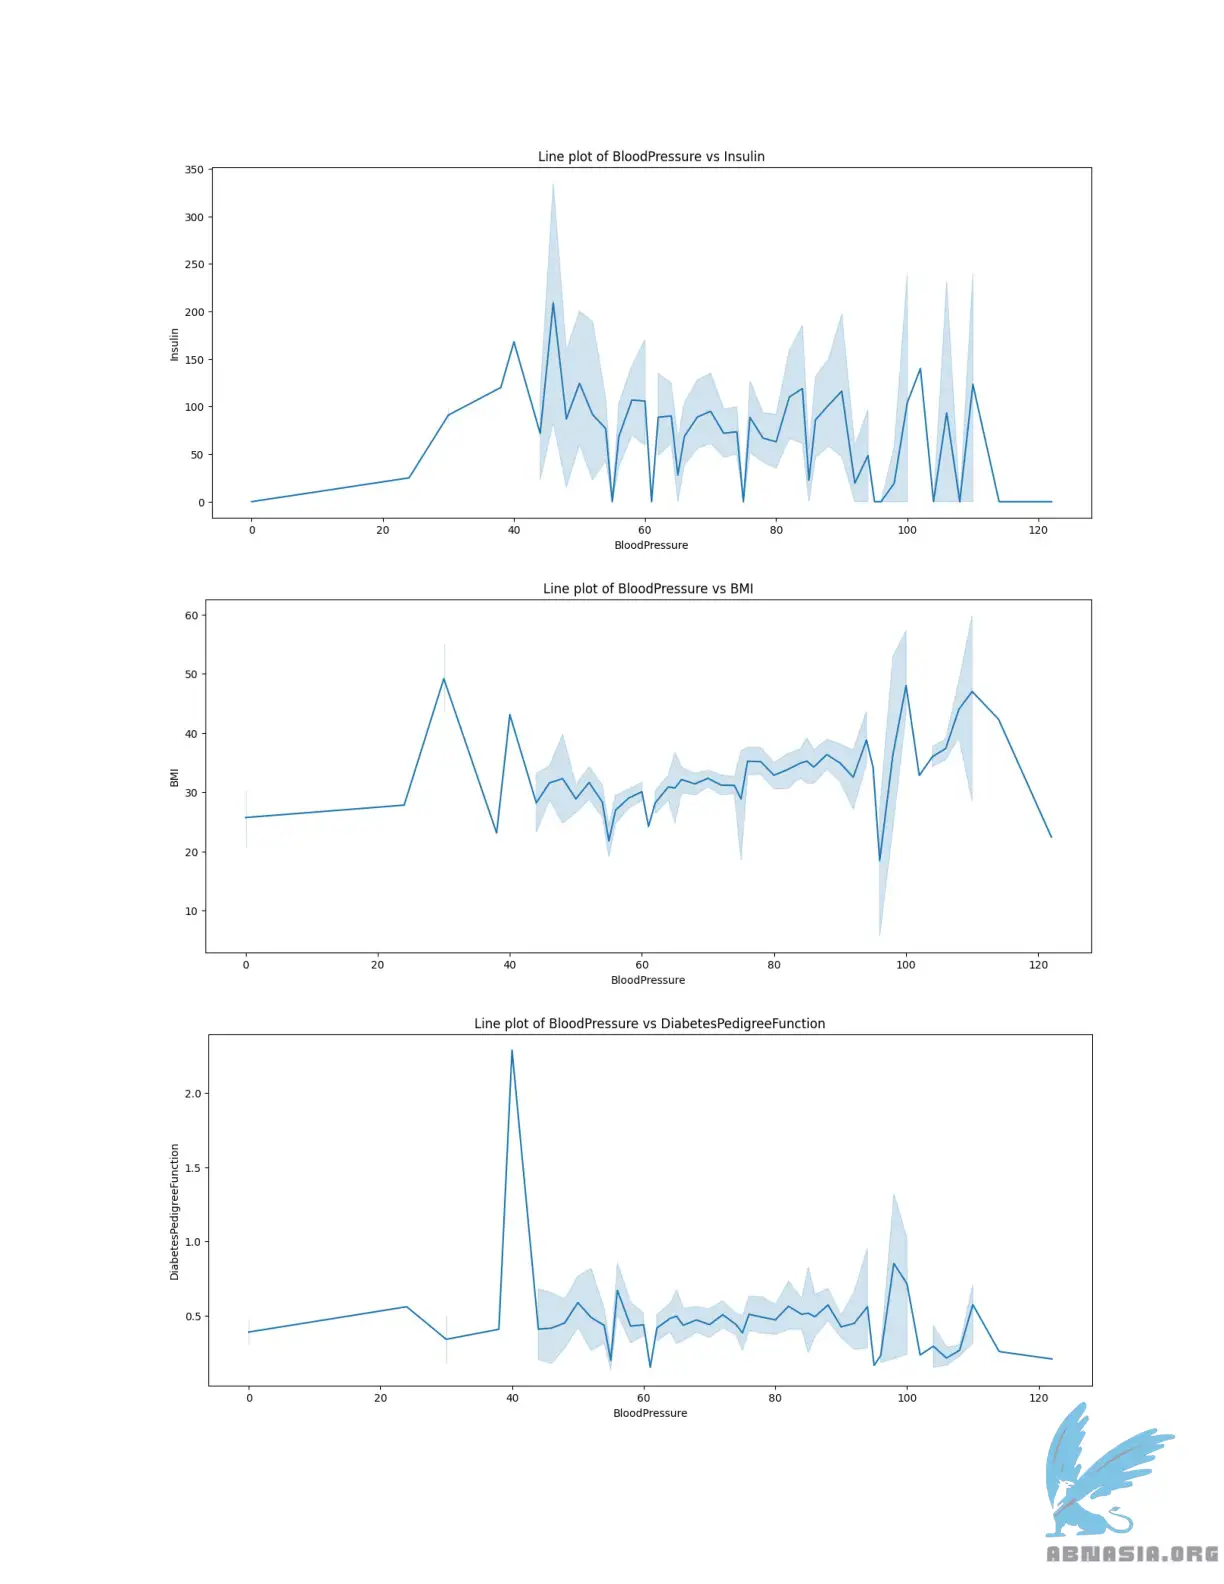 Line plot of BloodPressure vs Insulin
350
300
250
200
150
100
50
0
Insulin
0 20 40 60 80 100 120
BloodPressure
Line plot of BloodPressure vs BMI
60
50
40
30
20
10
BMI
0 20 40 60 80 100 120
BloodPressure
Line plot of BloodPressure vs DiabetesPedigreeFunction
2.0
1.5
1.0
0.5
DiabetesPedigreeFunction
0 20 40 60 80 100 120
BloodPressure
ABNASIA.ORG